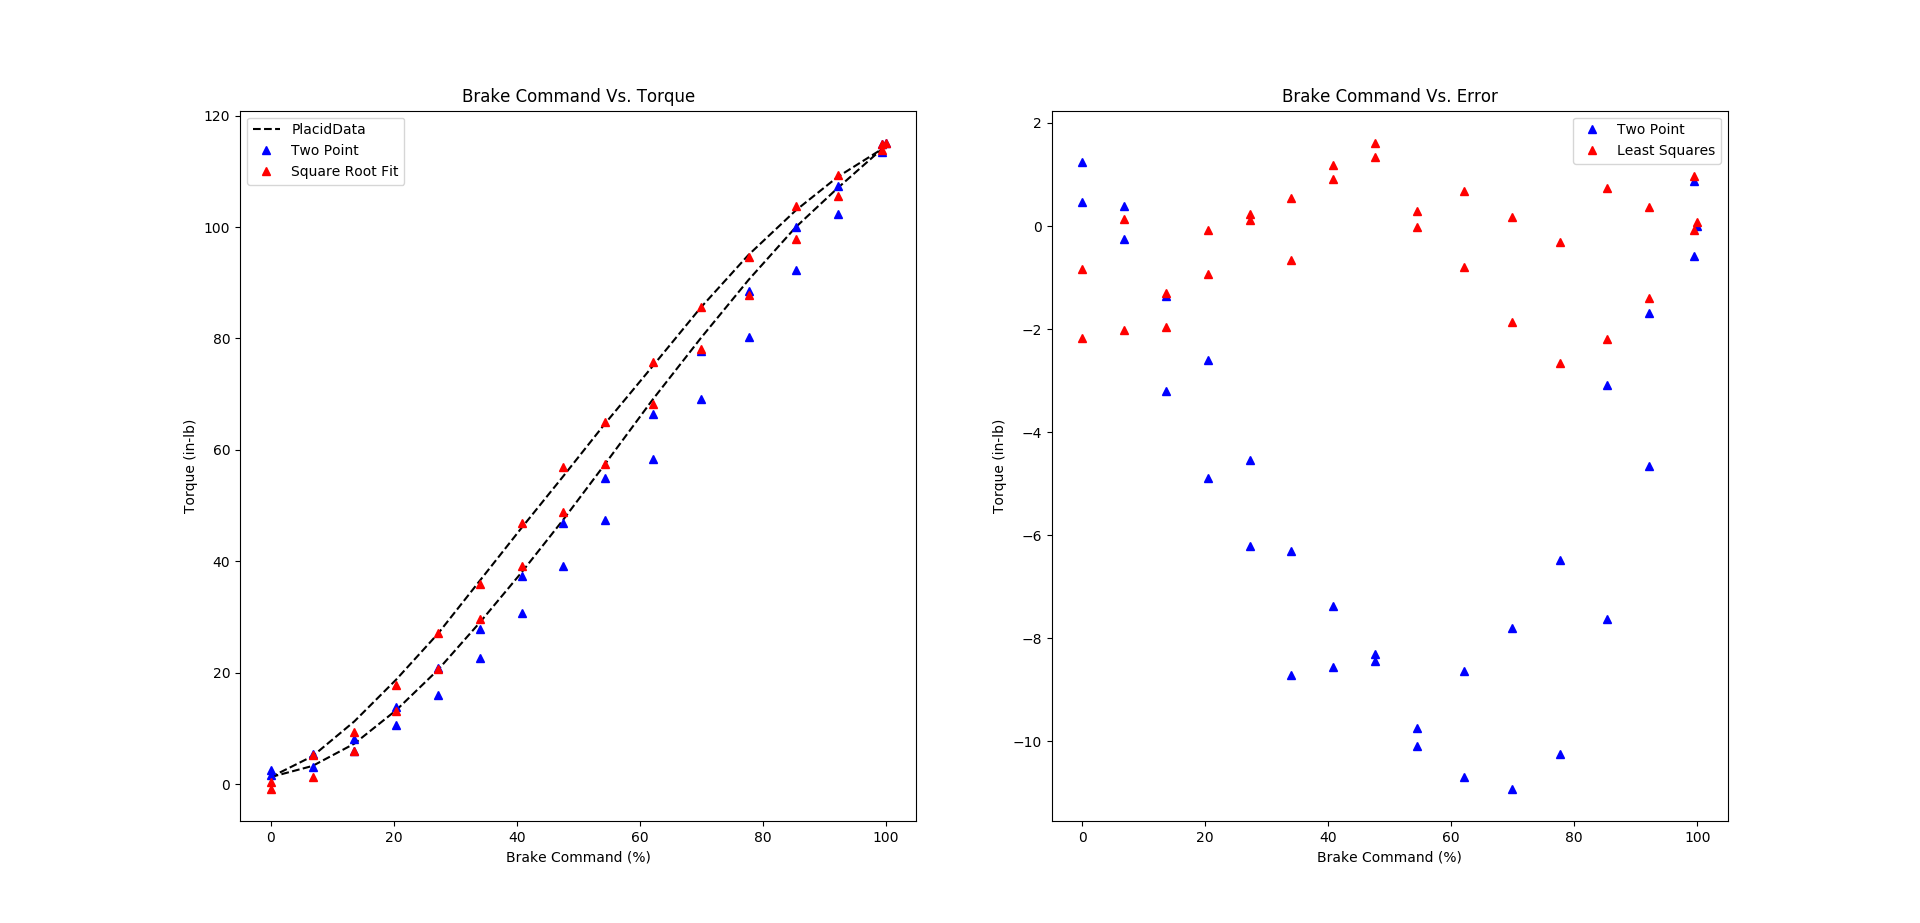 Brake Command Vs. Torque
PlacidData
Two Point
Square Root Fit
120
100
80
60
40
20
0
Torque (in-lb)
0 20 40 60 80 100
Brake Command (%)
Brake Command Vs. Error
Two Point
Least Squares
2
0
−2
−4
−6
−8
−10
Torque (in-lb)
0 20 40 60 80 100
Brake Command (%)